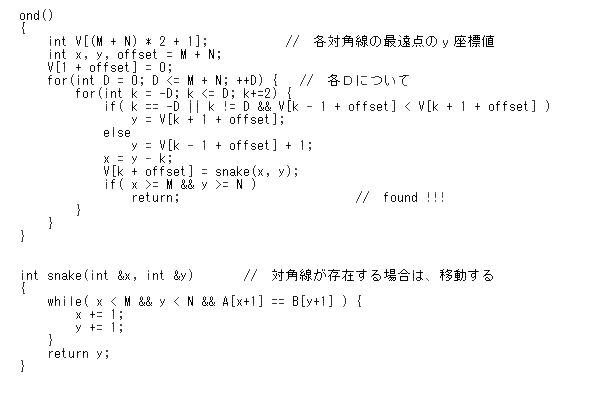 ond()
{
    int V[(M + N) * 2 + 1];           //  各対角線の最遠点のｙ座標値
    int x, y, offset = M + N;
    V[1 + offset] = 0;
    for(int D = 0; D <= M + N; ++D) {   //  各Ｄについて
        for(int k = -D; k <= D; k+=2) {
            if( k == -D || k != D && V[k - 1 + offset] < V[k + 1 + offset] )
                y = V[k + 1 + offset];
            else
                y = V[k - 1 + offset] + 1;
            x = y - k;
            V[k + offset] = snake(x, y);
            if( x >= M && y >= N )
                return;                         //  found !!!
        }
    }
}
int snake(int &x, int &y)       //  対角線が存在する場合は、移動する
{
    while( x < M && y < N && A[x+1] == B[y+1] ) {
        x += 1;
        y += 1;
    }
    return y;
}